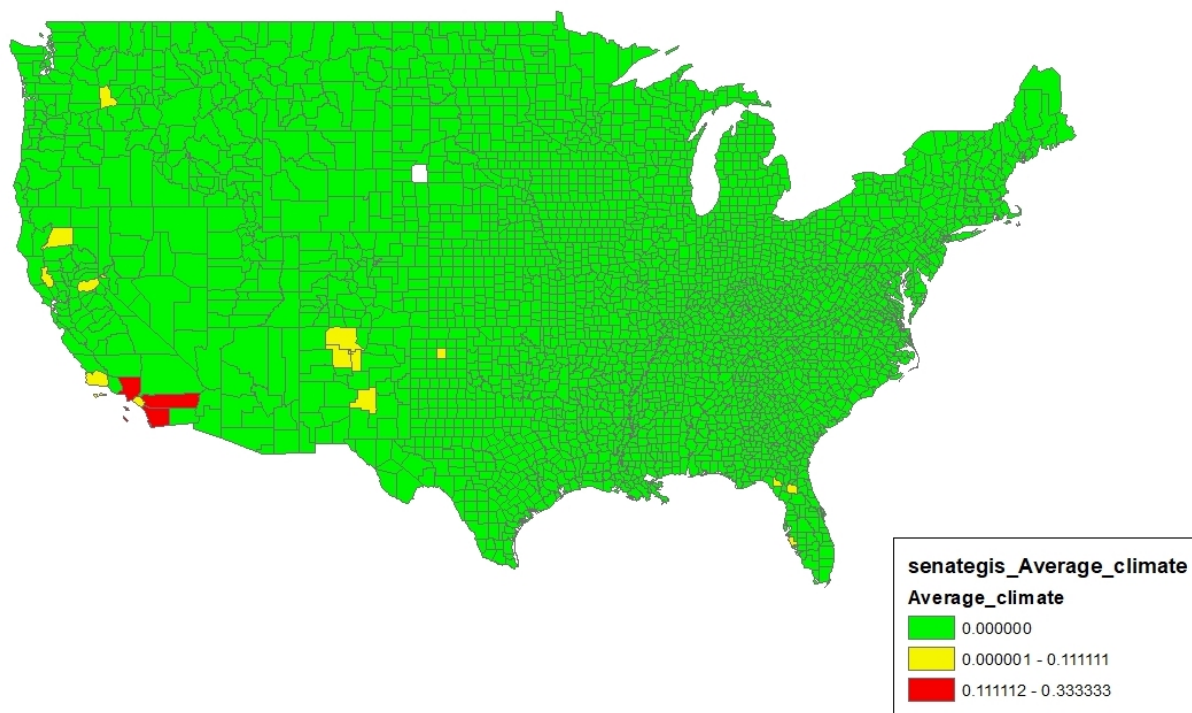 senategis_Average_climate
Average_climate
0.000000
0.000001 - 0.111111
0.111112 - 0.333333